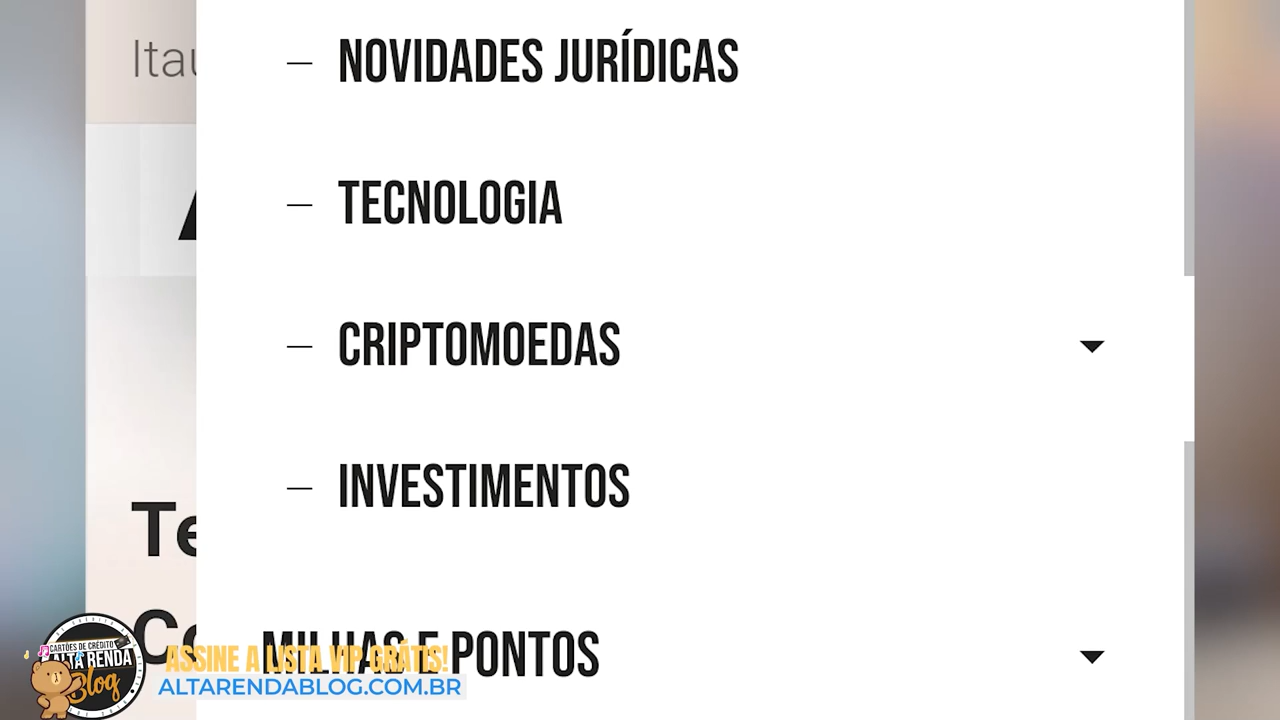 Itaú
NOVIDADES JURÍDICAS
TECNOLOGIA
CRIPTOMOEDAS
INVESTIMENTOS
MILHAS E PONTOS
CARTÕES DE CRÉDITO
ALTA RENDA
Blog
ASSINE A LISTA VIP GRÁTIS!
ALTARENDABLOG.COM.BR